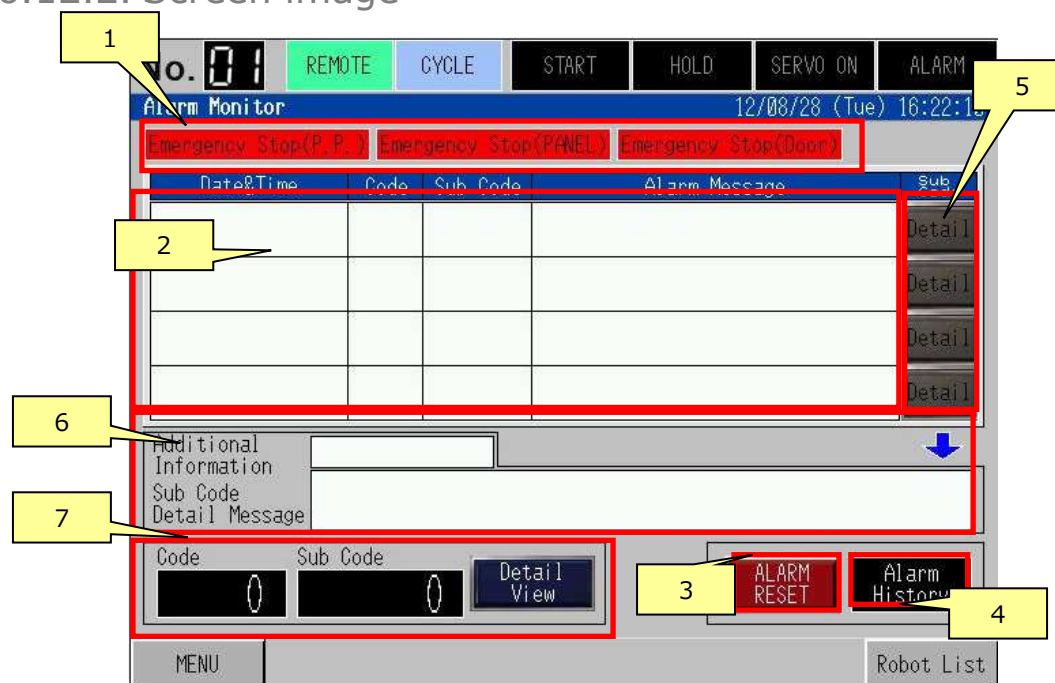 Screen image
1
No. 01 REMOTE CYCLE START HOLD SERVO ON ALARM
5
Alarm Monitor 12/08/28 (Tue) 16:22:1
Emergency Stop(P.P.) Emergency Stop(PANEL) Emergency Stop(Door)
Date&Time Code Sub Code Alarm Message Sub
2
Detail
Detail
Detail
Detail
6
Additional
Information
Sub Code
Detail Message
7
Code Sub Code
0 0 Detail
View
3
ALARM
RESET
Alarm
History
4
MENU Robot List